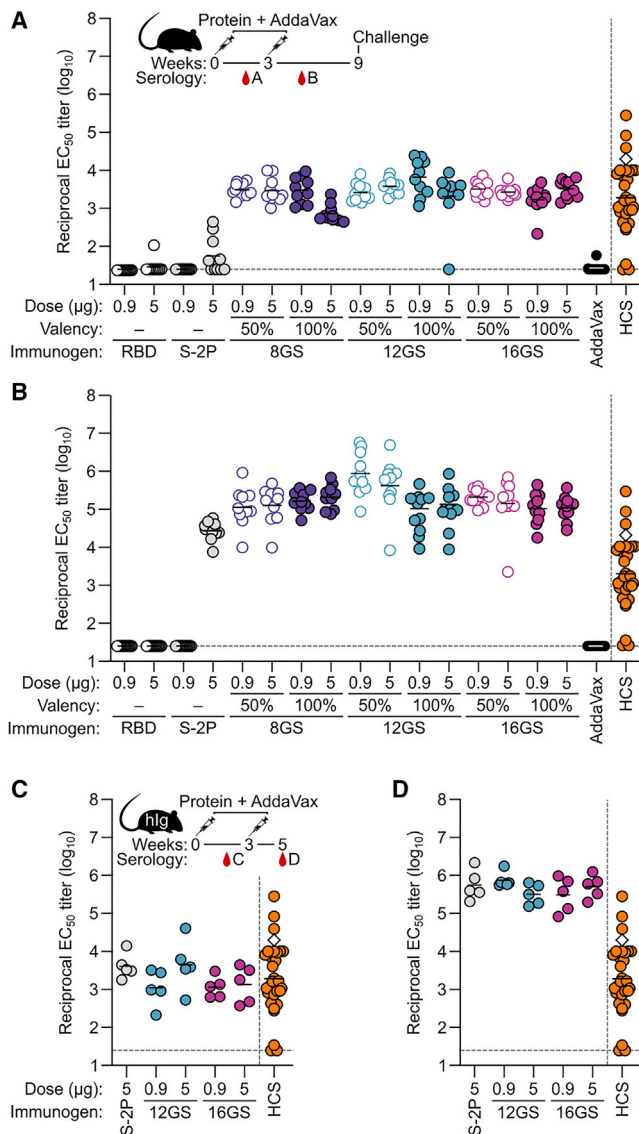 A
Protein + AddaVax
Challenge
Weeks: 0 3 9
Serology: A B
Reciprocal EC50 titer (log10)
8
7
6
5
4
3
2
1
Dose (µg): 0.9 5 0.9 5 0.9 5 0.9 5 0.9 5 0.9 5 0.9 5 0.9 5 AddaVax HCS
Valency: – – 50% 100% 50% 100% 50% 100%
Immunogen: RBD S-2P 8GS 12GS 16GS
B
Reciprocal EC50 titer (log10)
8
7
6
5
4
3
2
1
Dose (µg): 0.9 5 0.9 5 0.9 5 0.9 5 0.9 5 0.9 5 0.9 5 0.9 5 AddaVax HCS
Valency: – – 50% 100% 50% 100% 50% 100%
Immunogen: RBD S-2P 8GS 12GS 16GS
C
Protein + AddaVax
hIg
Weeks: 0 3 5
Serology: C D
Reciprocal EC50 titer (log10)
8
7
6
5
4
3
2
1
Dose (µg): 5 0.9 5 0.9 5 HCS
Immunogen: S-2P 12GS 16GS
D
Reciprocal EC50 titer (log10)
8
7
6
5
4
3
2
1
5 0.9 5 0.9 5 HCS
S-2P 12GS 16GS